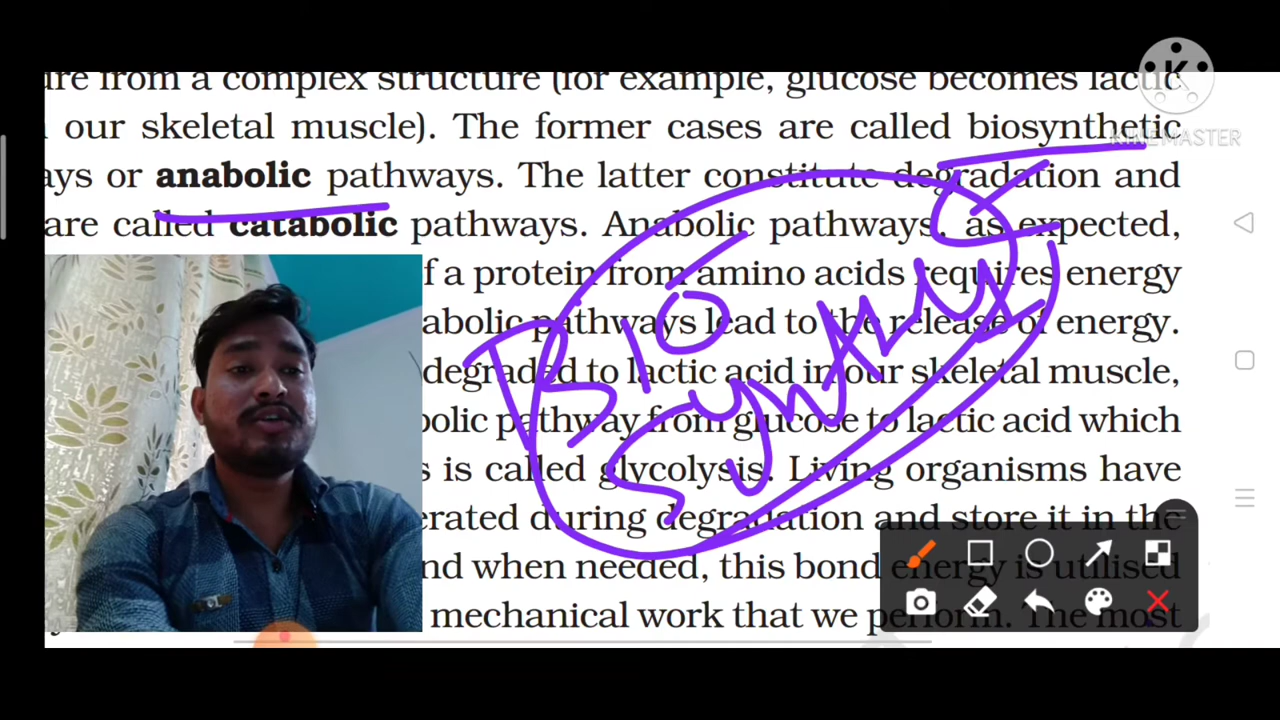 ure from a complex structure (for example, glucose becomes lactic
KINEMASTER
our skeletal muscle). The former cases are called biosynthetic
ays or anabolic pathways. The latter constitute degradation and
are called catabolic pathways. Anabolic pathways, as expected,
f a protein from amino acids requires energy
abolic pathways lead to the release of energy.
degraded to lactic acid in our skeletal muscle,
bolic pathway from glucose to lactic acid which
s is called glycolysis. Living organisms have
erated during degradation and store it in the
nd when needed, this bond energy is utilised
mechanical work that we perform. The most
Bio